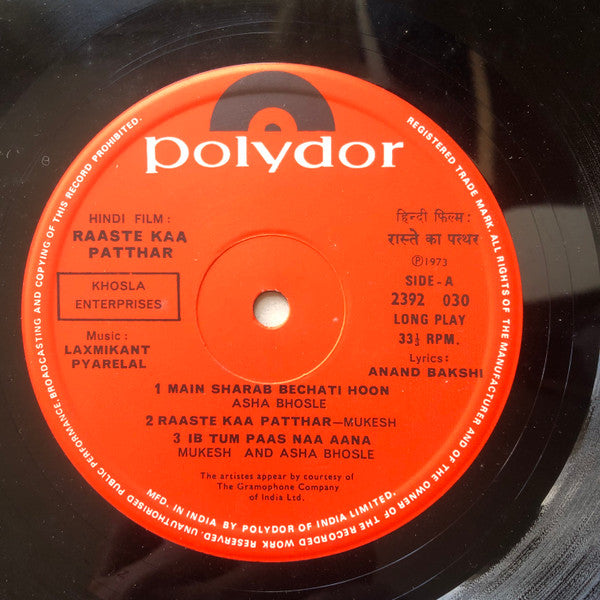 polydor
HINDI FILM :
RAASTE KAA
PATTHAR
KHOSLA
ENTERPRISES
Music :
LAXMIKANT
PYARELAL
हिन्दी फिल्म:
रास्ते का पत्थर
Ⓟ1973
SIDE-A
2392 030
LONG PLAY
33⅓ RPM.
Lyrics:
ANAND BAKSHI
1 MAIN SHARAB BECHATI HOON
ASHA BHOSLE
2 RAASTE KAA PATTHAR—MUKESH
3 IB TUM PAAS NAA AANA
MUKESH AND ASHA BHOSLE
The artistes appear by courtesy of
The Gramophone Company
of India Ltd.
MFD. IN INDIA BY POLYDOR OF INDIA LIMITED.
REGISTERED TRADE MARK. ALL RIGHTS OF THE MANUFACTURER AND OF THE OWNER OF THE RECORDED WORK RESERVED. UNAUTHORISED PUBLIC PERFORMANCE, BROADCASTING AND COPYING OF THIS RECORD PROHIBITED.